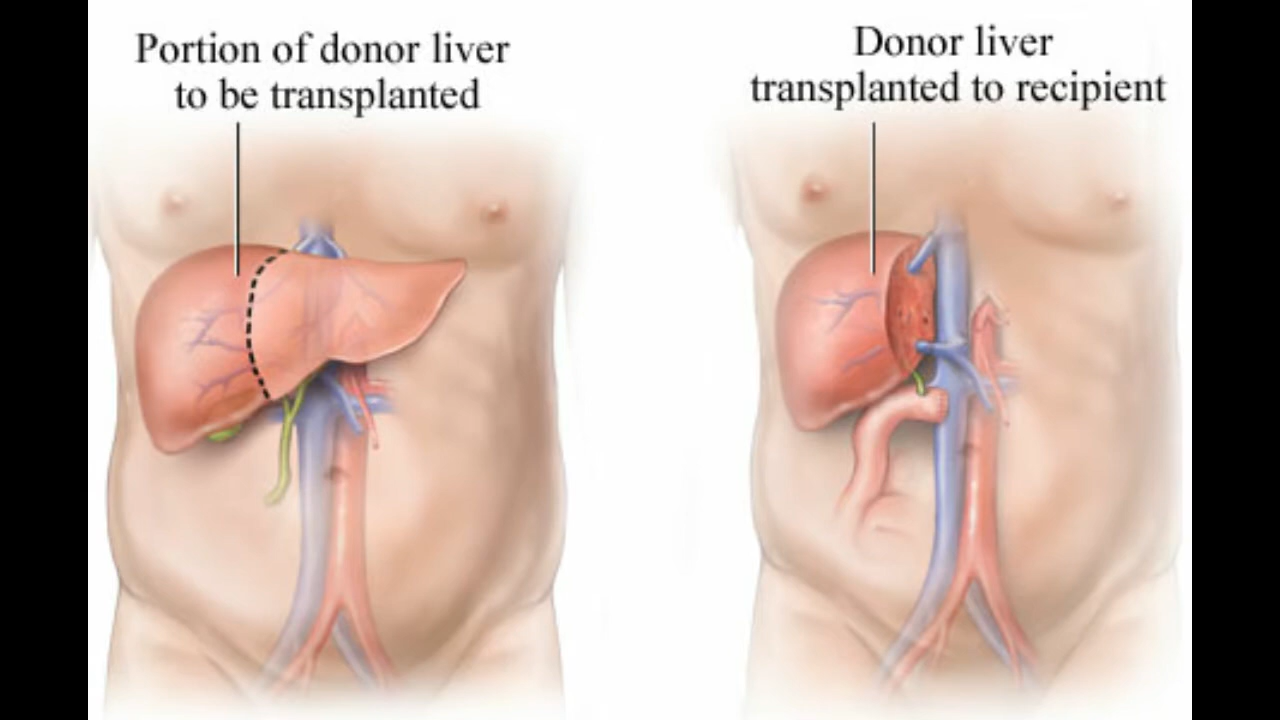 Portion of donor liver
to be transplanted
Donor liver
transplanted to recipient